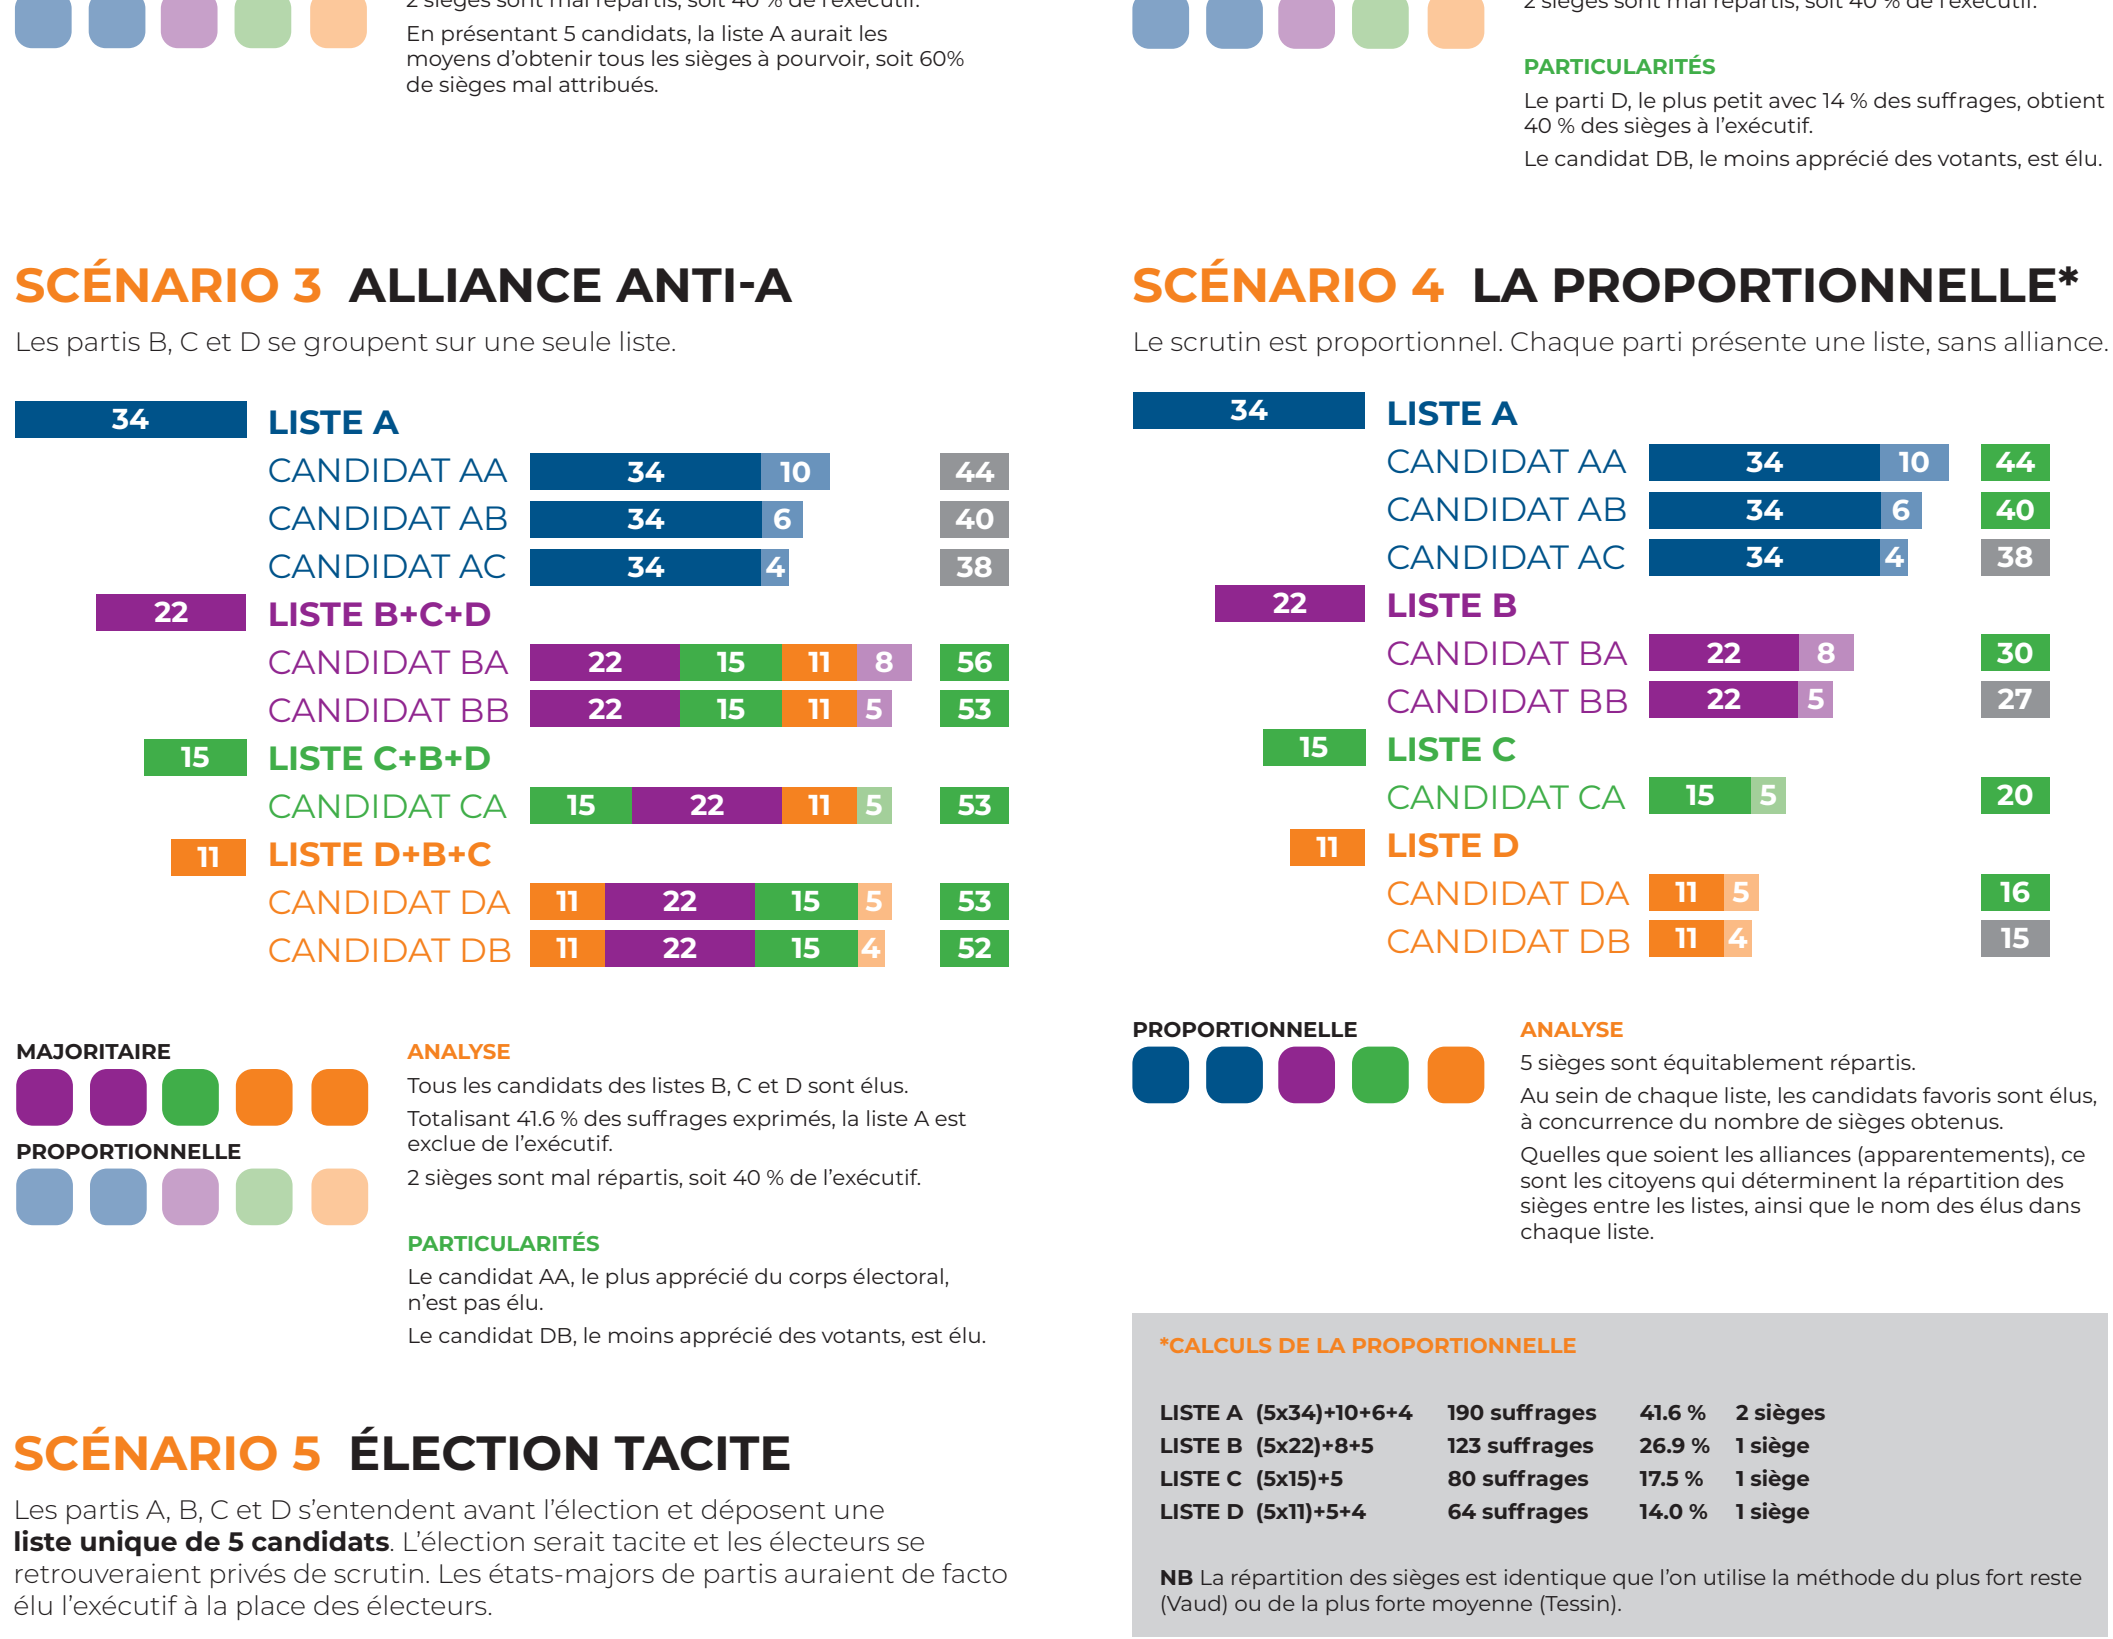 2 sièges sont mal répartis, soit 40 % de l'exécutif.
En présentant 5 candidats, la liste A aurait les
moyens d'obtenir tous les sièges à pourvoir, soit 60%
de sièges mal attribués.
2 sièges sont mal répartis, soit 40 % de l'exécutif.
PARTICULARITÉS
Le parti D, le plus petit avec 14 % des suffrages, obtient
40 % des sièges à l'exécutif.
Le candidat DB, le moins apprécié des votants, est élu.
SCÉNARIO 3 ALLIANCE ANTI-A
Les partis B, C et D se groupent sur une seule liste.
34 LISTE A
CANDIDAT AA 34 10 44
CANDIDAT AB 34 6 40
CANDIDAT AC 34 4 38
22 LISTE B+C+D
CANDIDAT BA 22 15 11 8 56
CANDIDAT BB 22 15 11 5 53
15 LISTE C+B+D
CANDIDAT CA 15 22 11 5 53
11 LISTE D+B+C
CANDIDAT DA 11 22 15 5 53
CANDIDAT DB 11 22 15 4 52
MAJORITAIRE
PROPORTIONNELLE
ANALYSE
Tous les candidats des listes B, C et D sont élus.
Totalisant 41.6 % des suffrages exprimés, la liste A est
exclue de l'exécutif.
2 sièges sont mal répartis, soit 40 % de l'exécutif.
PARTICULARITÉS
Le candidat AA, le plus apprécié du corps électoral,
n'est pas élu.
Le candidat DB, le moins apprécié des votants, est élu.
SCÉNARIO 4 LA PROPORTIONNELLE*
Le scrutin est proportionnel. Chaque parti présente une liste, sans alliance.
34 LISTE A
CANDIDAT AA 34 10 44
CANDIDAT AB 34 6 40
CANDIDAT AC 34 4 38
22 LISTE B
CANDIDAT BA 22 8 30
CANDIDAT BB 22 5 27
15 LISTE C
CANDIDAT CA 15 5 20
11 LISTE D
CANDIDAT DA 11 5 16
CANDIDAT DB 11 4 15
PROPORTIONNELLE
ANALYSE
5 sièges sont équitablement répartis.
Au sein de chaque liste, les candidats favoris sont élus,
à concurrence du nombre de sièges obtenus.
Quelles que soient les alliances (apparentements), ce
sont les citoyens qui déterminent la répartition des
sièges entre les listes, ainsi que le nom des élus dans
chaque liste.
SCÉNARIO 5 ÉLECTION TACITE
Les partis A, B, C et D s'entendent avant l'élection et déposent une
liste unique de 5 candidats. L'élection serait tacite et les électeurs se
retrouveraient privés de scrutin. Les états-majors de partis auraient de facto
élu l'exécutif à la place des électeurs.
*CALCULS DE LA PROPORTIONNELLE
LISTE A (5x34)+10+6+4 190 suffrages 41.6 % 2 sièges
LISTE B (5x22)+8+5 123 suffrages 26.9 % 1 siège
LISTE C (5x15)+5 80 suffrages 17.5 % 1 siège
LISTE D (5x11)+5+4 64 suffrages 14.0 % 1 siège
NB La répartition des sièges est identique que l'on utilise la méthode du plus fort reste
(Vaud) ou de la plus forte moyenne (Tessin).